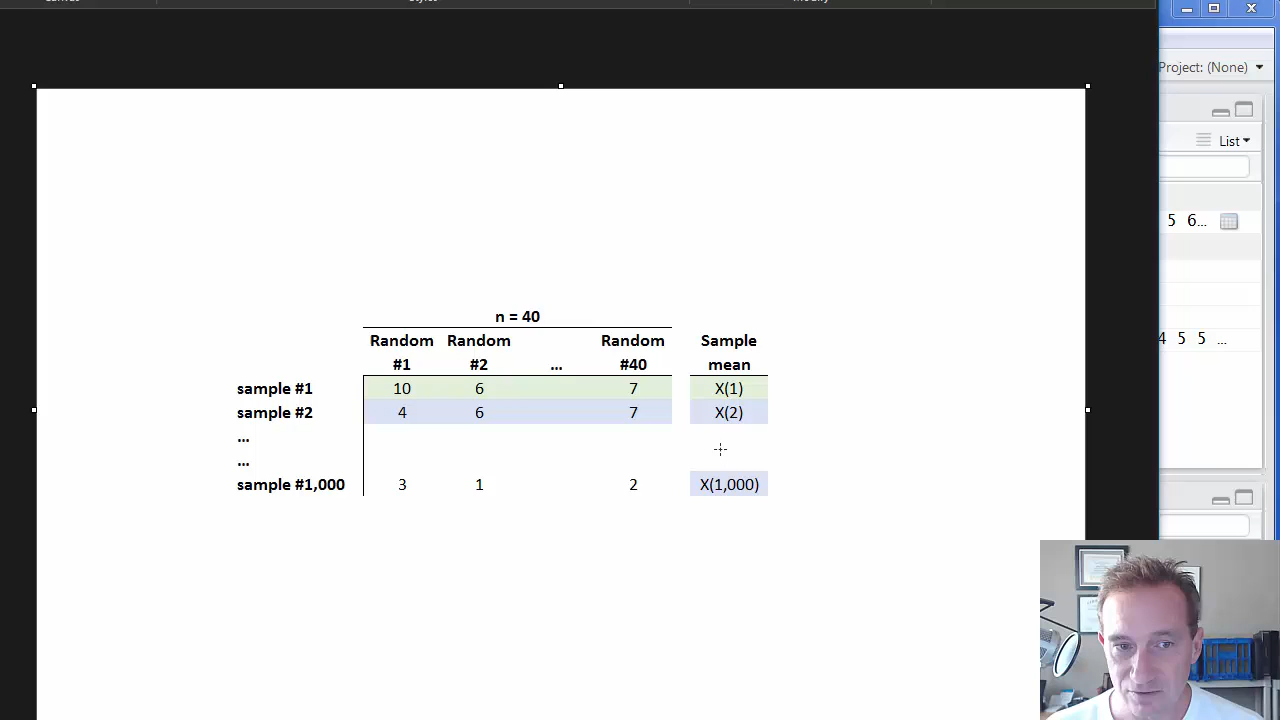 Project: (None)
List
5 6...
n = 40
Random Random Random Sample
#1 #2 ... #40 mean
sample #1 10 6 7 X(1)
sample #2 4 6 7 X(2)
...
...
sample #1,000 3 1 2 X(1,000)
4 5 5 ...